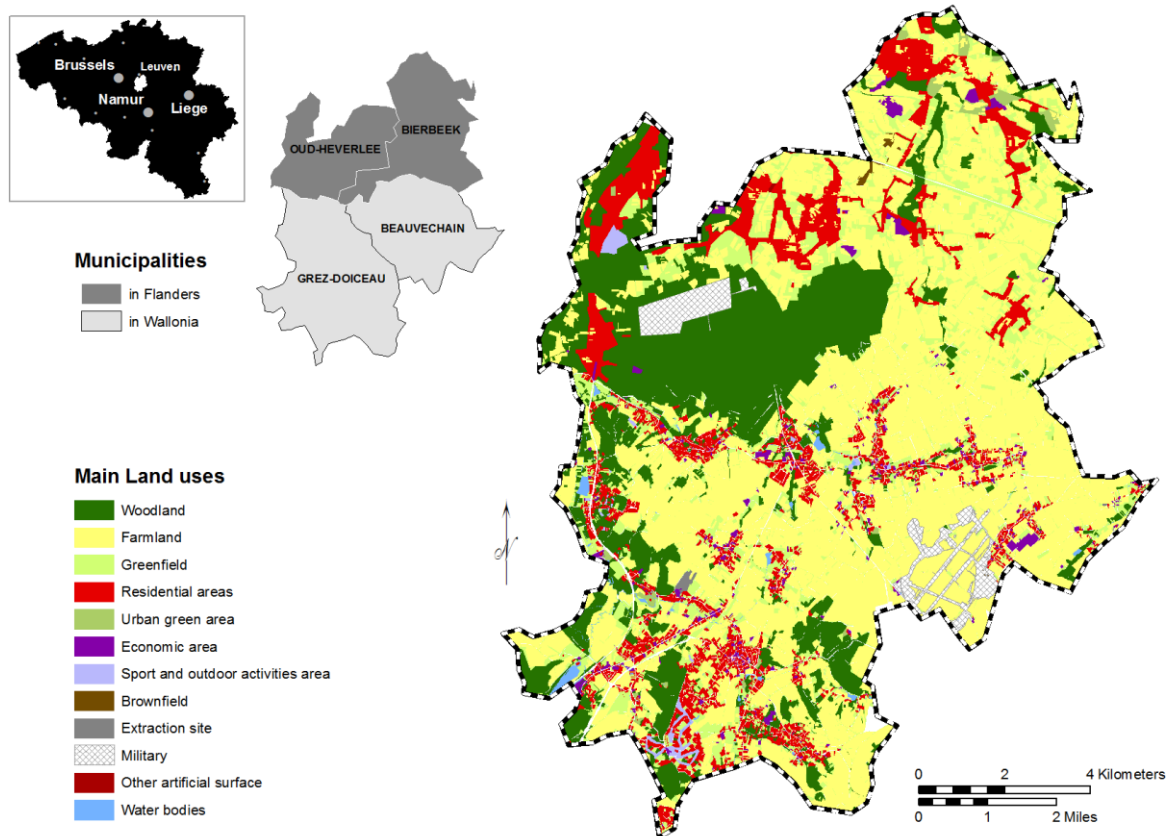 Brussels
Leuven
Namur
Liege
BIERBEEK
OUD-HEVERLEE
BEAUVECHAIN
GREZ-DOICEAU
Municipalities
in Flanders
in Wallonia
Main Land uses
Woodland
Farmland
Greenfield
Residential areas
Urban green area
Economic area
Sport and outdoor activities area
Brownfield
Extraction site
Military
Other artificial surface
Water bodies
N
0 2 4 Kilometers
0 1 2 Miles